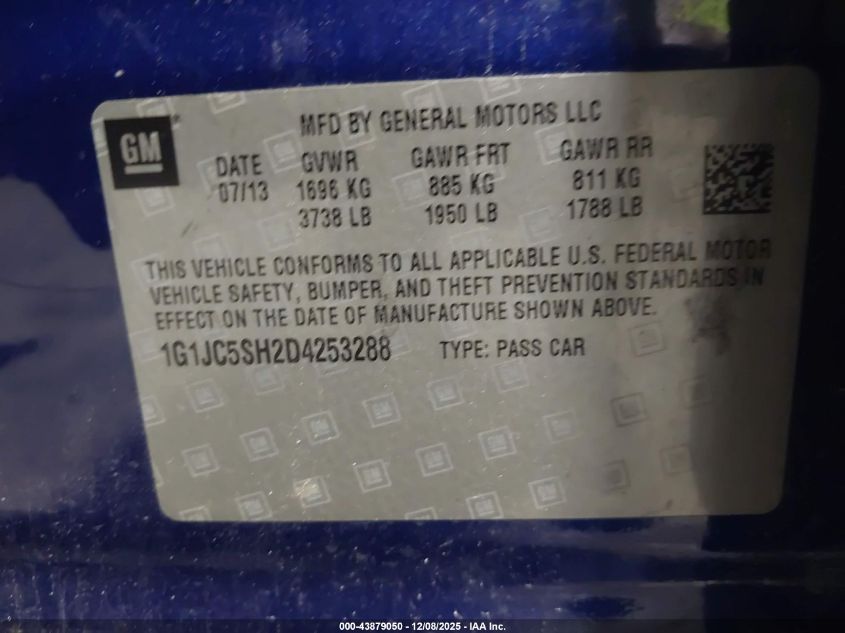 MFD BY GENERAL MOTORS LLC
GM
DATE GVWR GAWR FRT GAWR RR
07/13 1696 KG 885 KG 811 KG
3738 LB 1950 LB 1788 LB
THIS VEHICLE CONFORMS TO ALL APPLICABLE U.S. FEDERAL MOTOR
VEHICLE SAFETY, BUMPER, AND THEFT PREVENTION STANDARDS IN
EFFECT ON THE DATE OF MANUFACTURE SHOWN ABOVE.
1G1JC5SH2D4253288 TYPE: PASS CAR
000-43879050 - 12/08/2025 - IAA Inc.